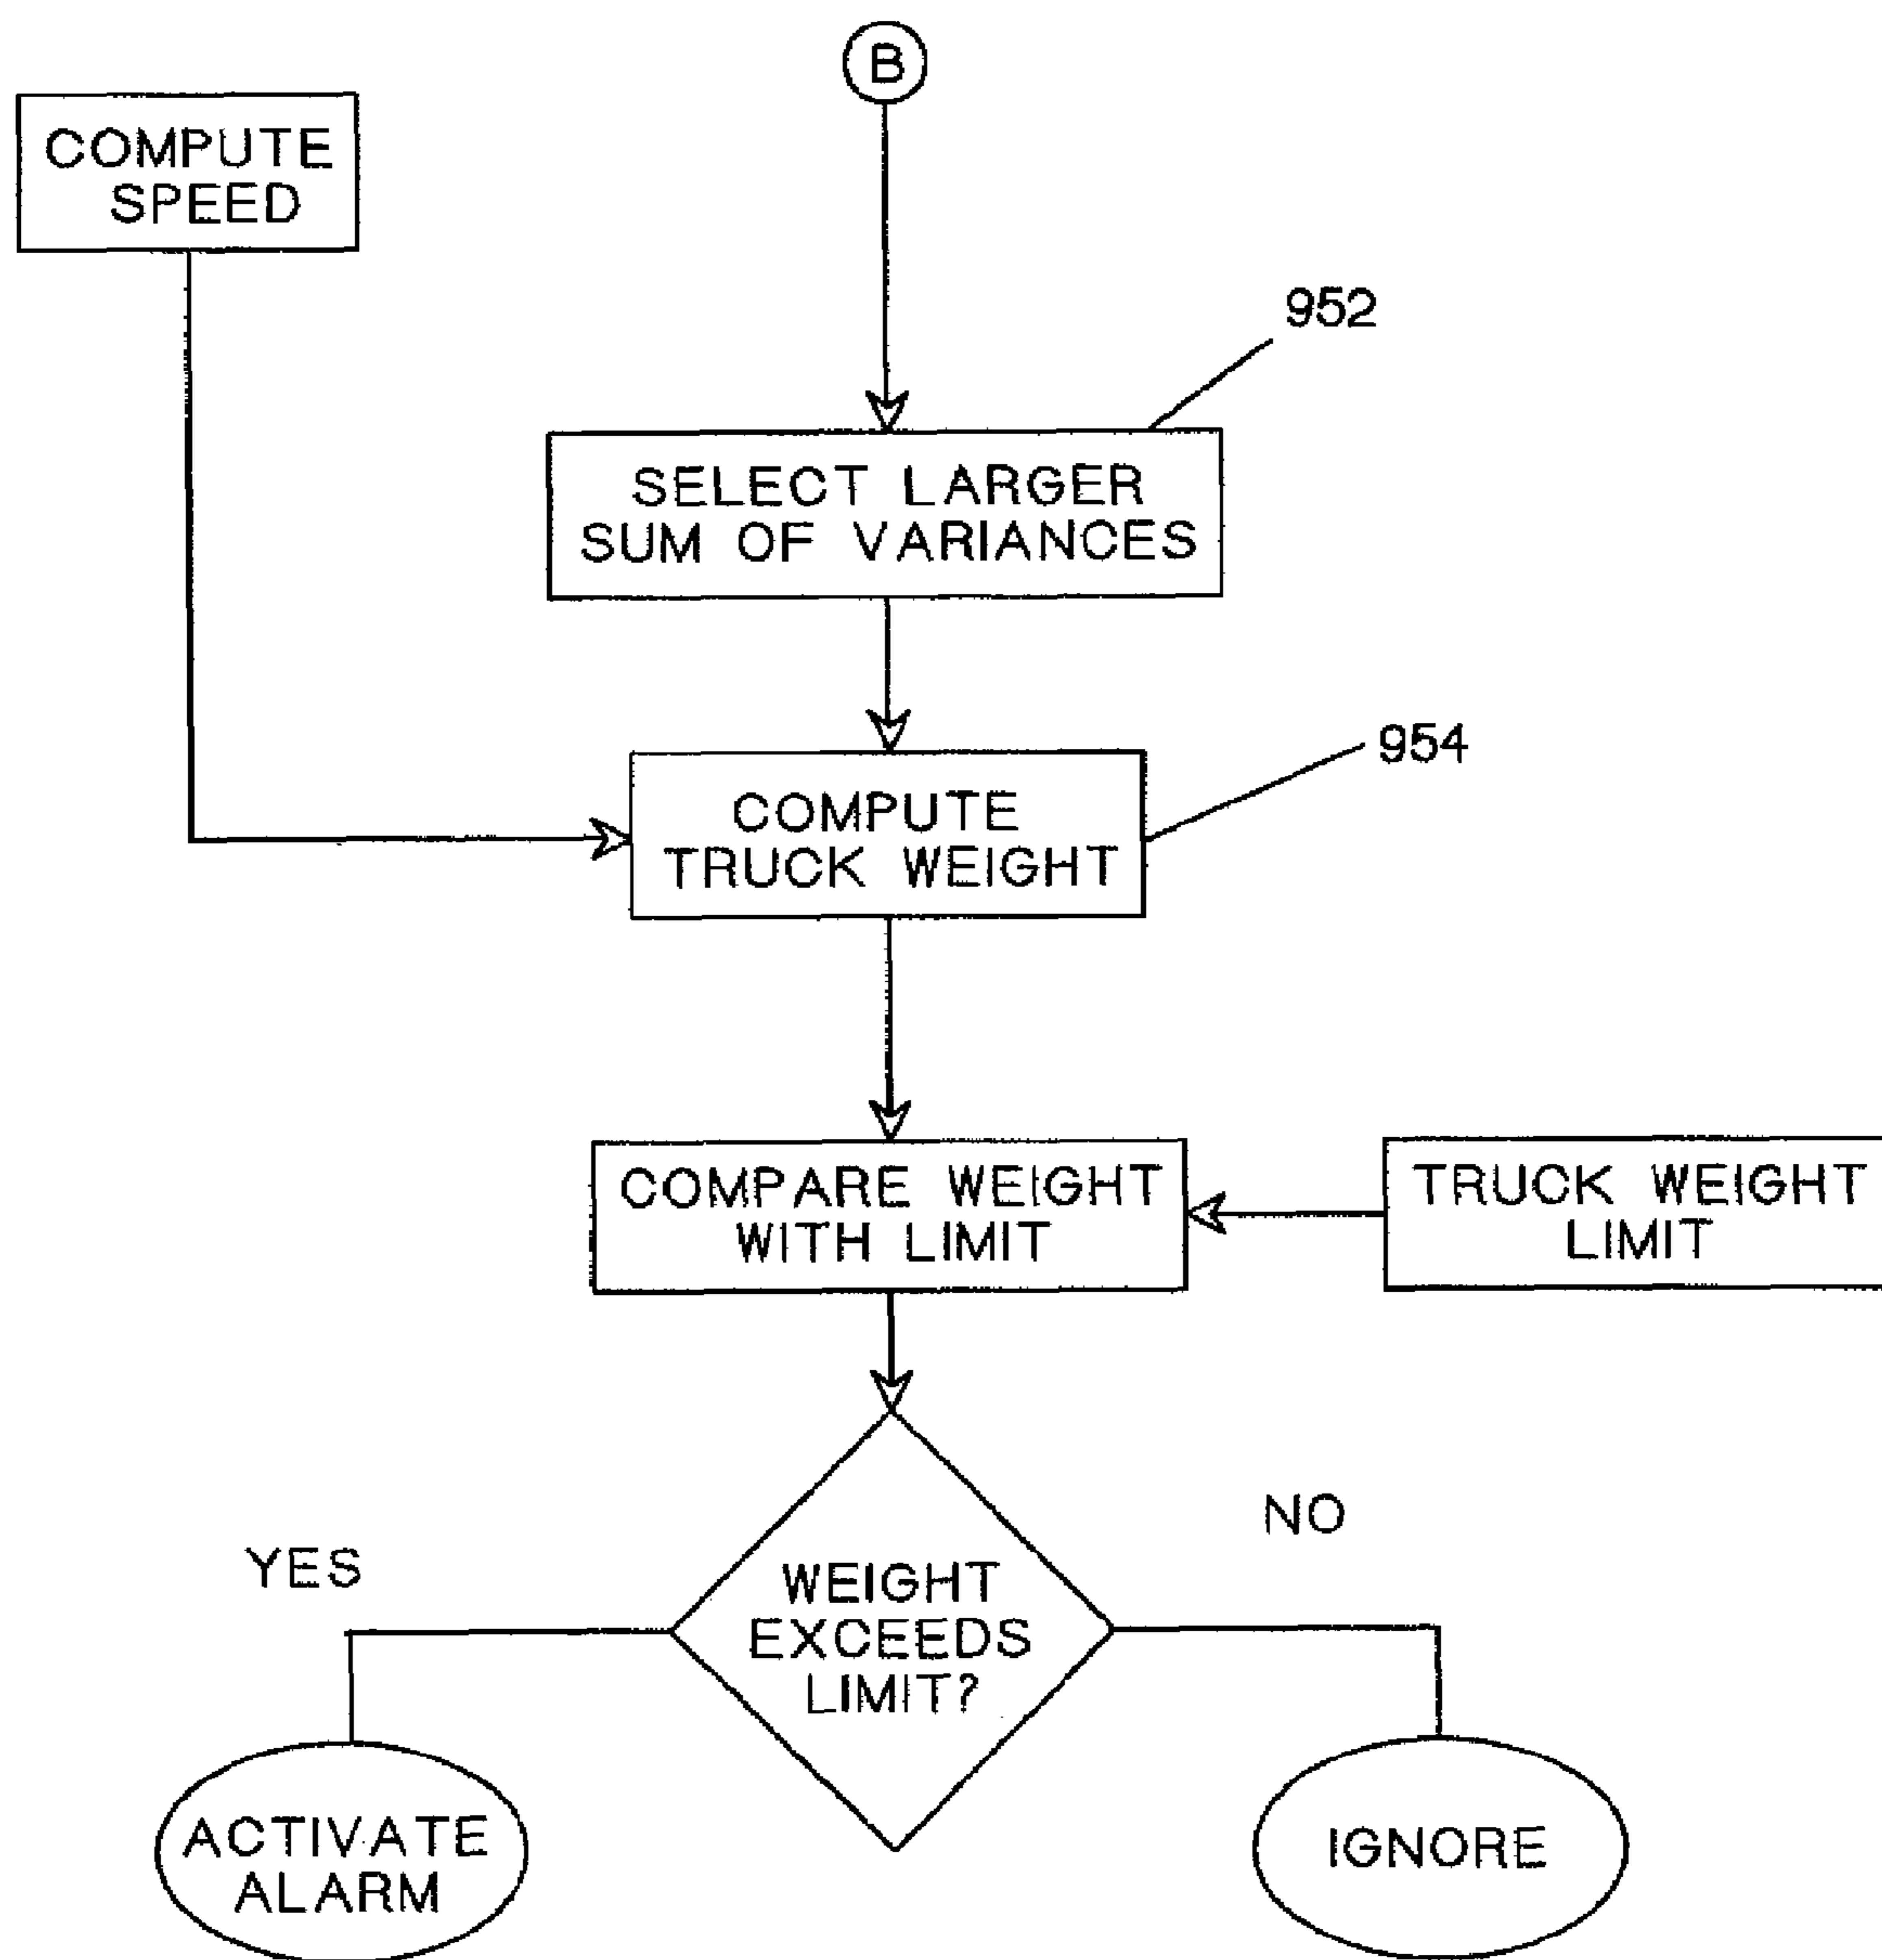 B
COMPUTE
SPEED
952
SELECT LARGER
SUM OF VARIANCES
954
COMPUTE
TRUCK WEIGHT
COMPARE WEIGHT
WITH LIMIT
TRUCK WEIGHT
LIMIT
YES
NO
WEIGHT
EXCEEDS
LIMIT?
ACTIVATE
ALARM
IGNORE